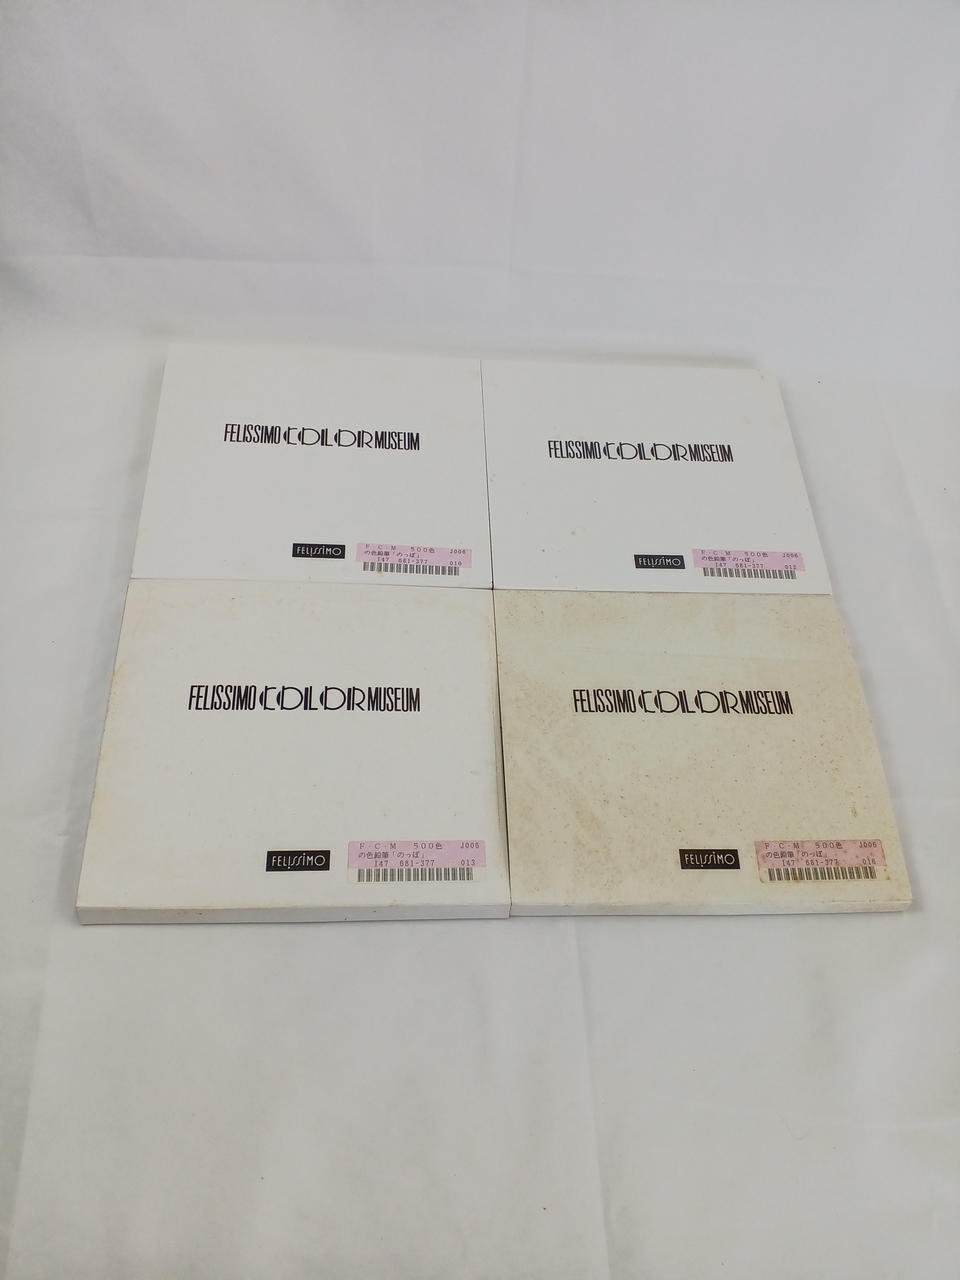 FELISSIMO COLOR MUSEUM
FELISSIMO
F・C・M 500色 J006
の色鉛筆「のっぽ」
I47 681-377 010
FELISSIMO COLOR MUSEUM
FELISSIMO
F・C・M 500色 J006
の色鉛筆「のっぽ」
I47 681-377 012
FELISSIMO COLOR MUSEUM
FELISSIMO
F・C・M 500色 J006
の色鉛筆「のっぽ」
I47 681-377 013
FELISSIMO COLOR MUSEUM
FELISSIMO
F・C・M 500色 J006
の色鉛筆「のっぽ」
I47 681-377 016